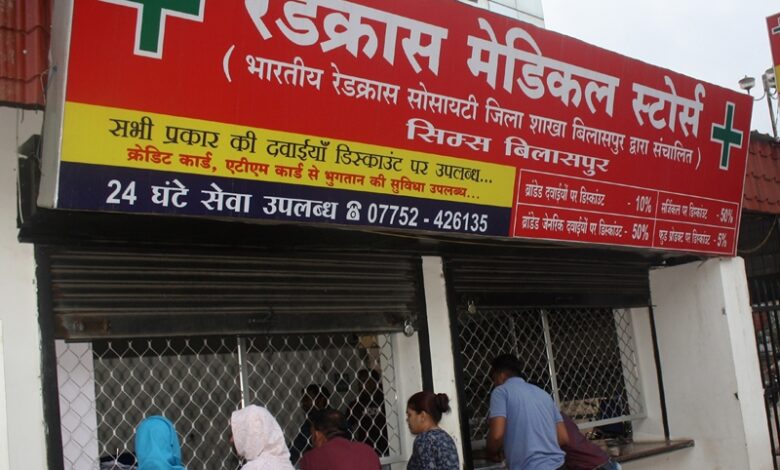 रेडक्रास मेडिकल स्टोर्स
( भारतीय रेडक्रास सोसायटी जिला शाखा बिलासपुर द्वारा संचालित )
सिम्स बिलासपुर
सभी प्रकार की दवाईयाँ डिस्काउंट पर उपलब्ध...
क्रेडिट कार्ड, एटीएम कार्ड से भुगतान की सुविधा उपलब्ध...
24 घंटे सेवा उपलब्ध ☎ 07752 - 426135
ब्रांडेड दवाईयों पर डिस्काउंट - 10%
सर्जिकल पर डिस्काउंट - 50%
ब्रांडेड जेनेरिक दवाईयों पर डिस्काउंट - 50%
फुड प्रोडक्ट पर डिस्काउंट - 5%